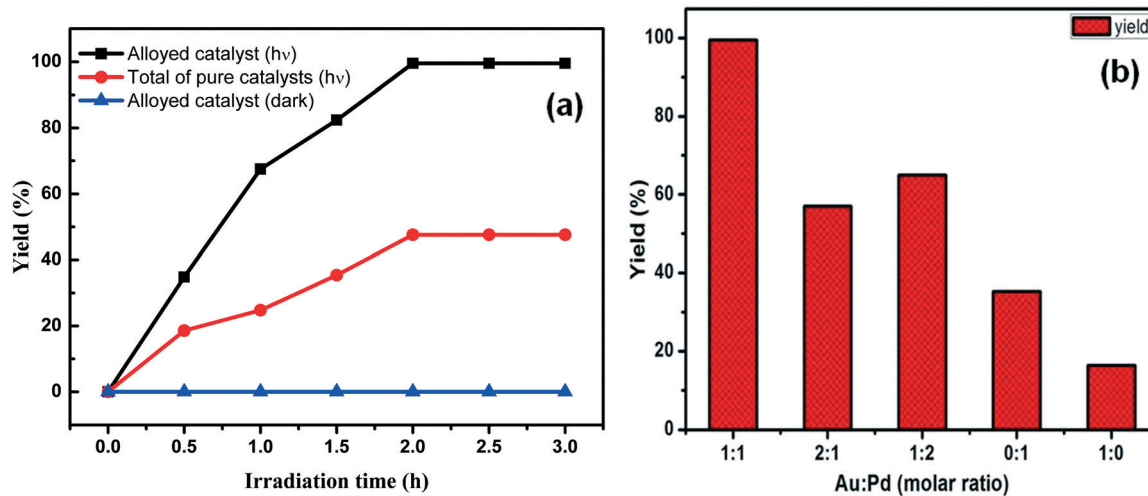 Alloyed catalyst (hν)
Total of pure catalysts (hν)
Alloyed catalyst (dark)
(a)
100
80
60
40
20
0
Yield (%)
0.0 0.5 1.0 1.5 2.0 2.5 3.0
Irradiation time (h)
yield
(b)
100
80
60
40
20
0
Yield (%)
1:1 2:1 1:2 0:1 1:0
Au:Pd (molar ratio)